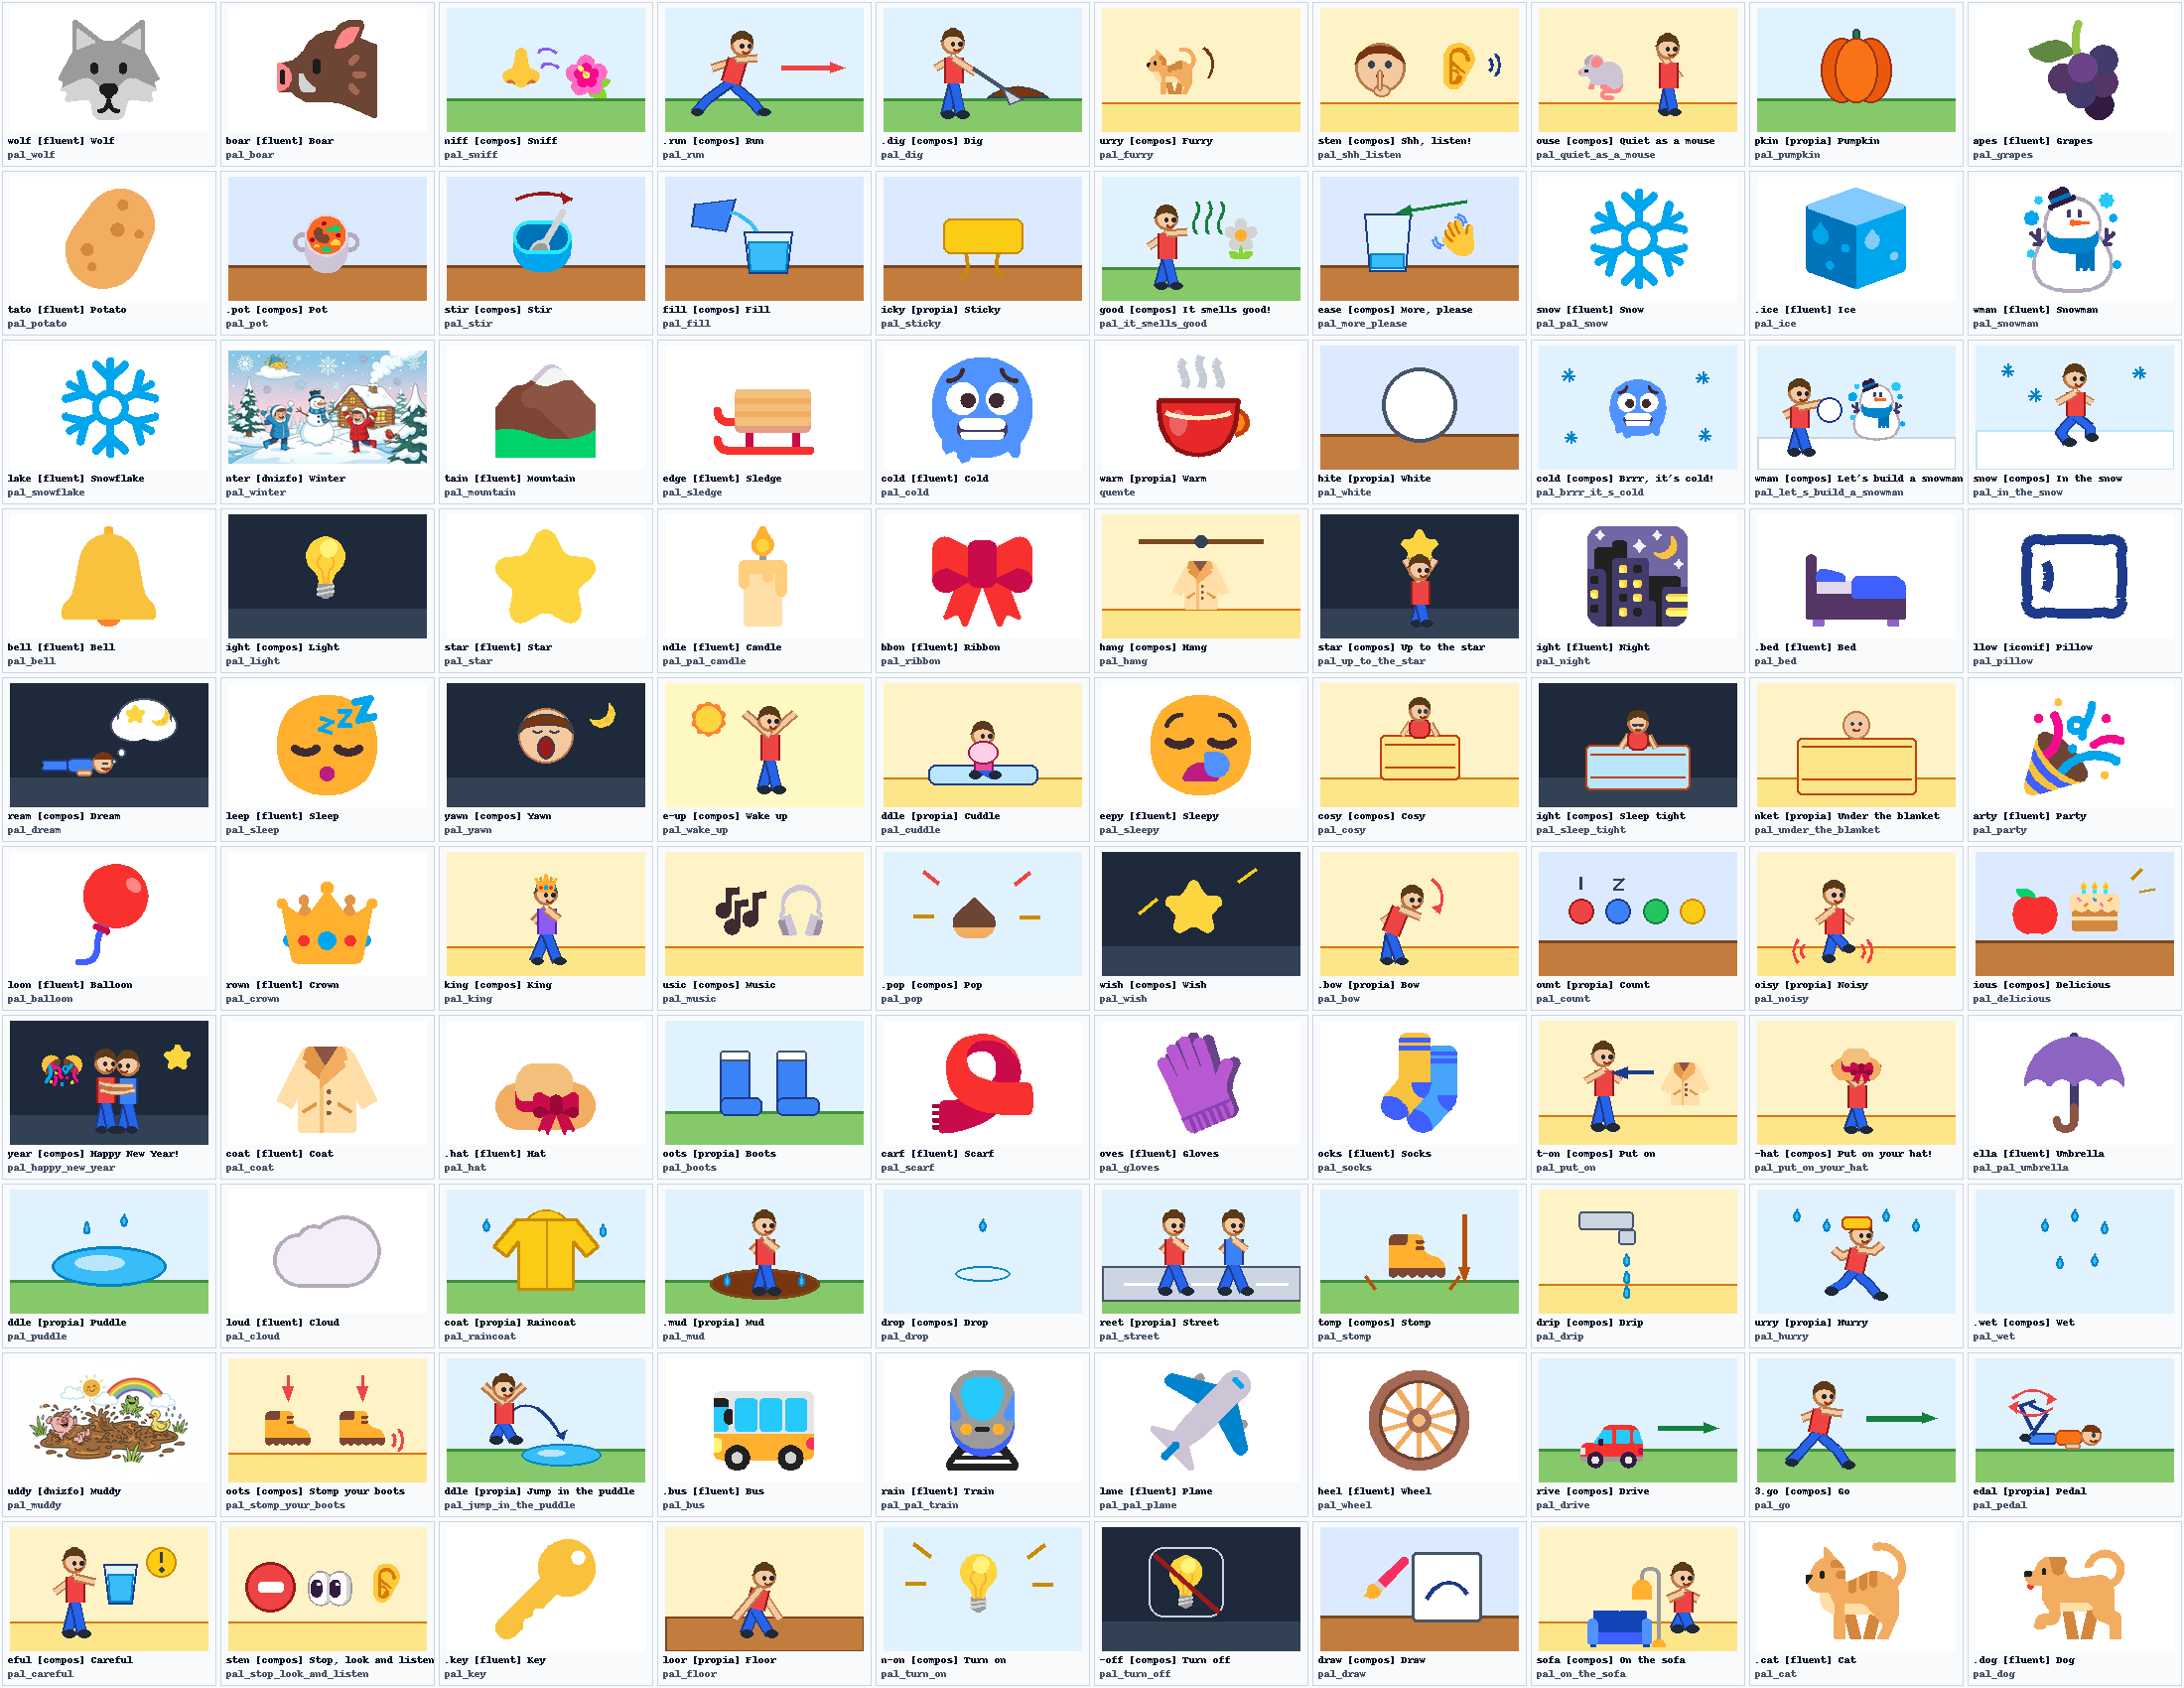 wolf [fluent] Wolf
pal_wolf
boar [fluent] Boar
pal_boar
niff [compos] Sniff
pal_sniff
.run [compos] Run
pal_run
.dig [compos] Dig
pal_dig
urry [compos] Furry
pal_furry
sten [compos] Shh, listen!
pal_shh_listen
ouse [compos] Quiet as a mouse
pal_quiet_as_a_mouse
pkin [propia] Pumpkin
pal_pumpkin
apes [fluent] Grapes
pal_grapes
tato [fluent] Potato
pal_potato
.pot [compos] Pot
pal_pot
stir [compos] Stir
pal_stir
fill [compos] Fill
pal_fill
icky [propia] Sticky
pal_sticky
good [compos] It smells good!
pal_it_smells_good
ease [compos] More, please
pal_more_please
snow [fluent] Snow
pal_pal_snow
.ice [fluent] Ice
pal_ice
wman [fluent] Snowman
pal_snowman
lake [fluent] Snowflake
pal_snowflake
nter [dnizfo] Winter
pal_winter
tain [fluent] Mountain
pal_mountain
edge [fluent] Sledge
pal_sledge
cold [fluent] Cold
pal_cold
warm [propia] Warm
quente
hite [propia] White
pal_white
cold [compos] Brrr, it's cold!
pal_brrr_it_s_cold
wman [compos] Let's build a snowman
pal_let_s_build_a_snowman
snow [compos] In the snow
pal_in_the_snow
bell [fluent] Bell
pal_bell
ight [compos] Light
pal_light
star [fluent] Star
pal_star
ndle [fluent] Candle
pal_pal_candle
bbon [fluent] Ribbon
pal_ribbon
hang [compos] Hang
pal_hang
star [compos] Up to the star
pal_up_to_the_star
ight [fluent] Night
pal_night
.bed [fluent] Bed
pal_bed
llow [iconif] Pillow
pal_pillow
ream [compos] Dream
pal_dream
leep [fluent] Sleep
pal_sleep
yawn [compos] Yawn
pal_yawn
e-up [compos] Wake up
pal_wake_up
ddle [propia] Cuddle
pal_cuddle
eepy [fluent] Sleepy
pal_sleepy
cosy [compos] Cosy
pal_cosy
ight [compos] Sleep tight
pal_sleep_tight
nket [propia] Under the blanket
pal_under_the_blanket
arty [fluent] Party
pal_party
loon [fluent] Balloon
pal_balloon
rown [fluent] Crown
pal_crown
king [compos] King
pal_king
usic [compos] Music
pal_music
.pop [compos] Pop
pal_pop
wish [compos] Wish
pal_wish
.bow [propia] Bow
pal_bow
ount [propia] Count
pal_count
oisy [propia] Noisy
pal_noisy
ious [compos] Delicious
pal_delicious
year [compos] Happy New Year!
pal_happy_new_year
coat [fluent] Coat
pal_coat
.hat [fluent] Hat
pal_hat
oots [propia] Boots
pal_boots
carf [fluent] Scarf
pal_scarf
oves [fluent] Gloves
pal_gloves
ocks [fluent] Socks
pal_socks
t-on [compos] Put on
pal_put_on
-hat [compos] Put on your hat!
pal_put_on_your_hat
ella [fluent] Umbrella
pal_pal_umbrella
ddle [propia] Puddle
pal_puddle
loud [fluent] Cloud
pal_cloud
coat [propia] Raincoat
pal_raincoat
.mud [propia] Mud
pal_mud
drop [compos] Drop
pal_drop
reet [propia] Street
pal_street
tomp [compos] Stomp
pal_stomp
drip [compos] Drip
pal_drip
urry [propia] Hurry
pal_hurry
.wet [compos] Wet
pal_wet
uddy [dnizfo] Muddy
pal_muddy
oots [compos] Stomp your boots
pal_stomp_your_boots
ddle [propia] Jump in the puddle
pal_jump_in_the_puddle
.bus [fluent] Bus
pal_bus
rain [fluent] Train
pal_pal_train
lane [fluent] Plane
pal_pal_plane
heel [fluent] Wheel
pal_wheel
rive [compos] Drive
pal_drive
3.go [compos] Go
pal_go
edal [propia] Pedal
pal_pedal
eful [compos] Careful
pal_careful
sten [compos] Stop, look and listen
pal_stop_look_and_listen
.key [fluent] Key
pal_key
loor [propia] Floor
pal_floor
n-on [compos] Turn on
pal_turn_on
-off [compos] Turn off
pal_turn_off
draw [compos] Draw
pal_draw
sofa [compos] On the sofa
pal_on_the_sofa
.cat [fluent] Cat
pal_cat
.dog [fluent] Dog
pal_dog